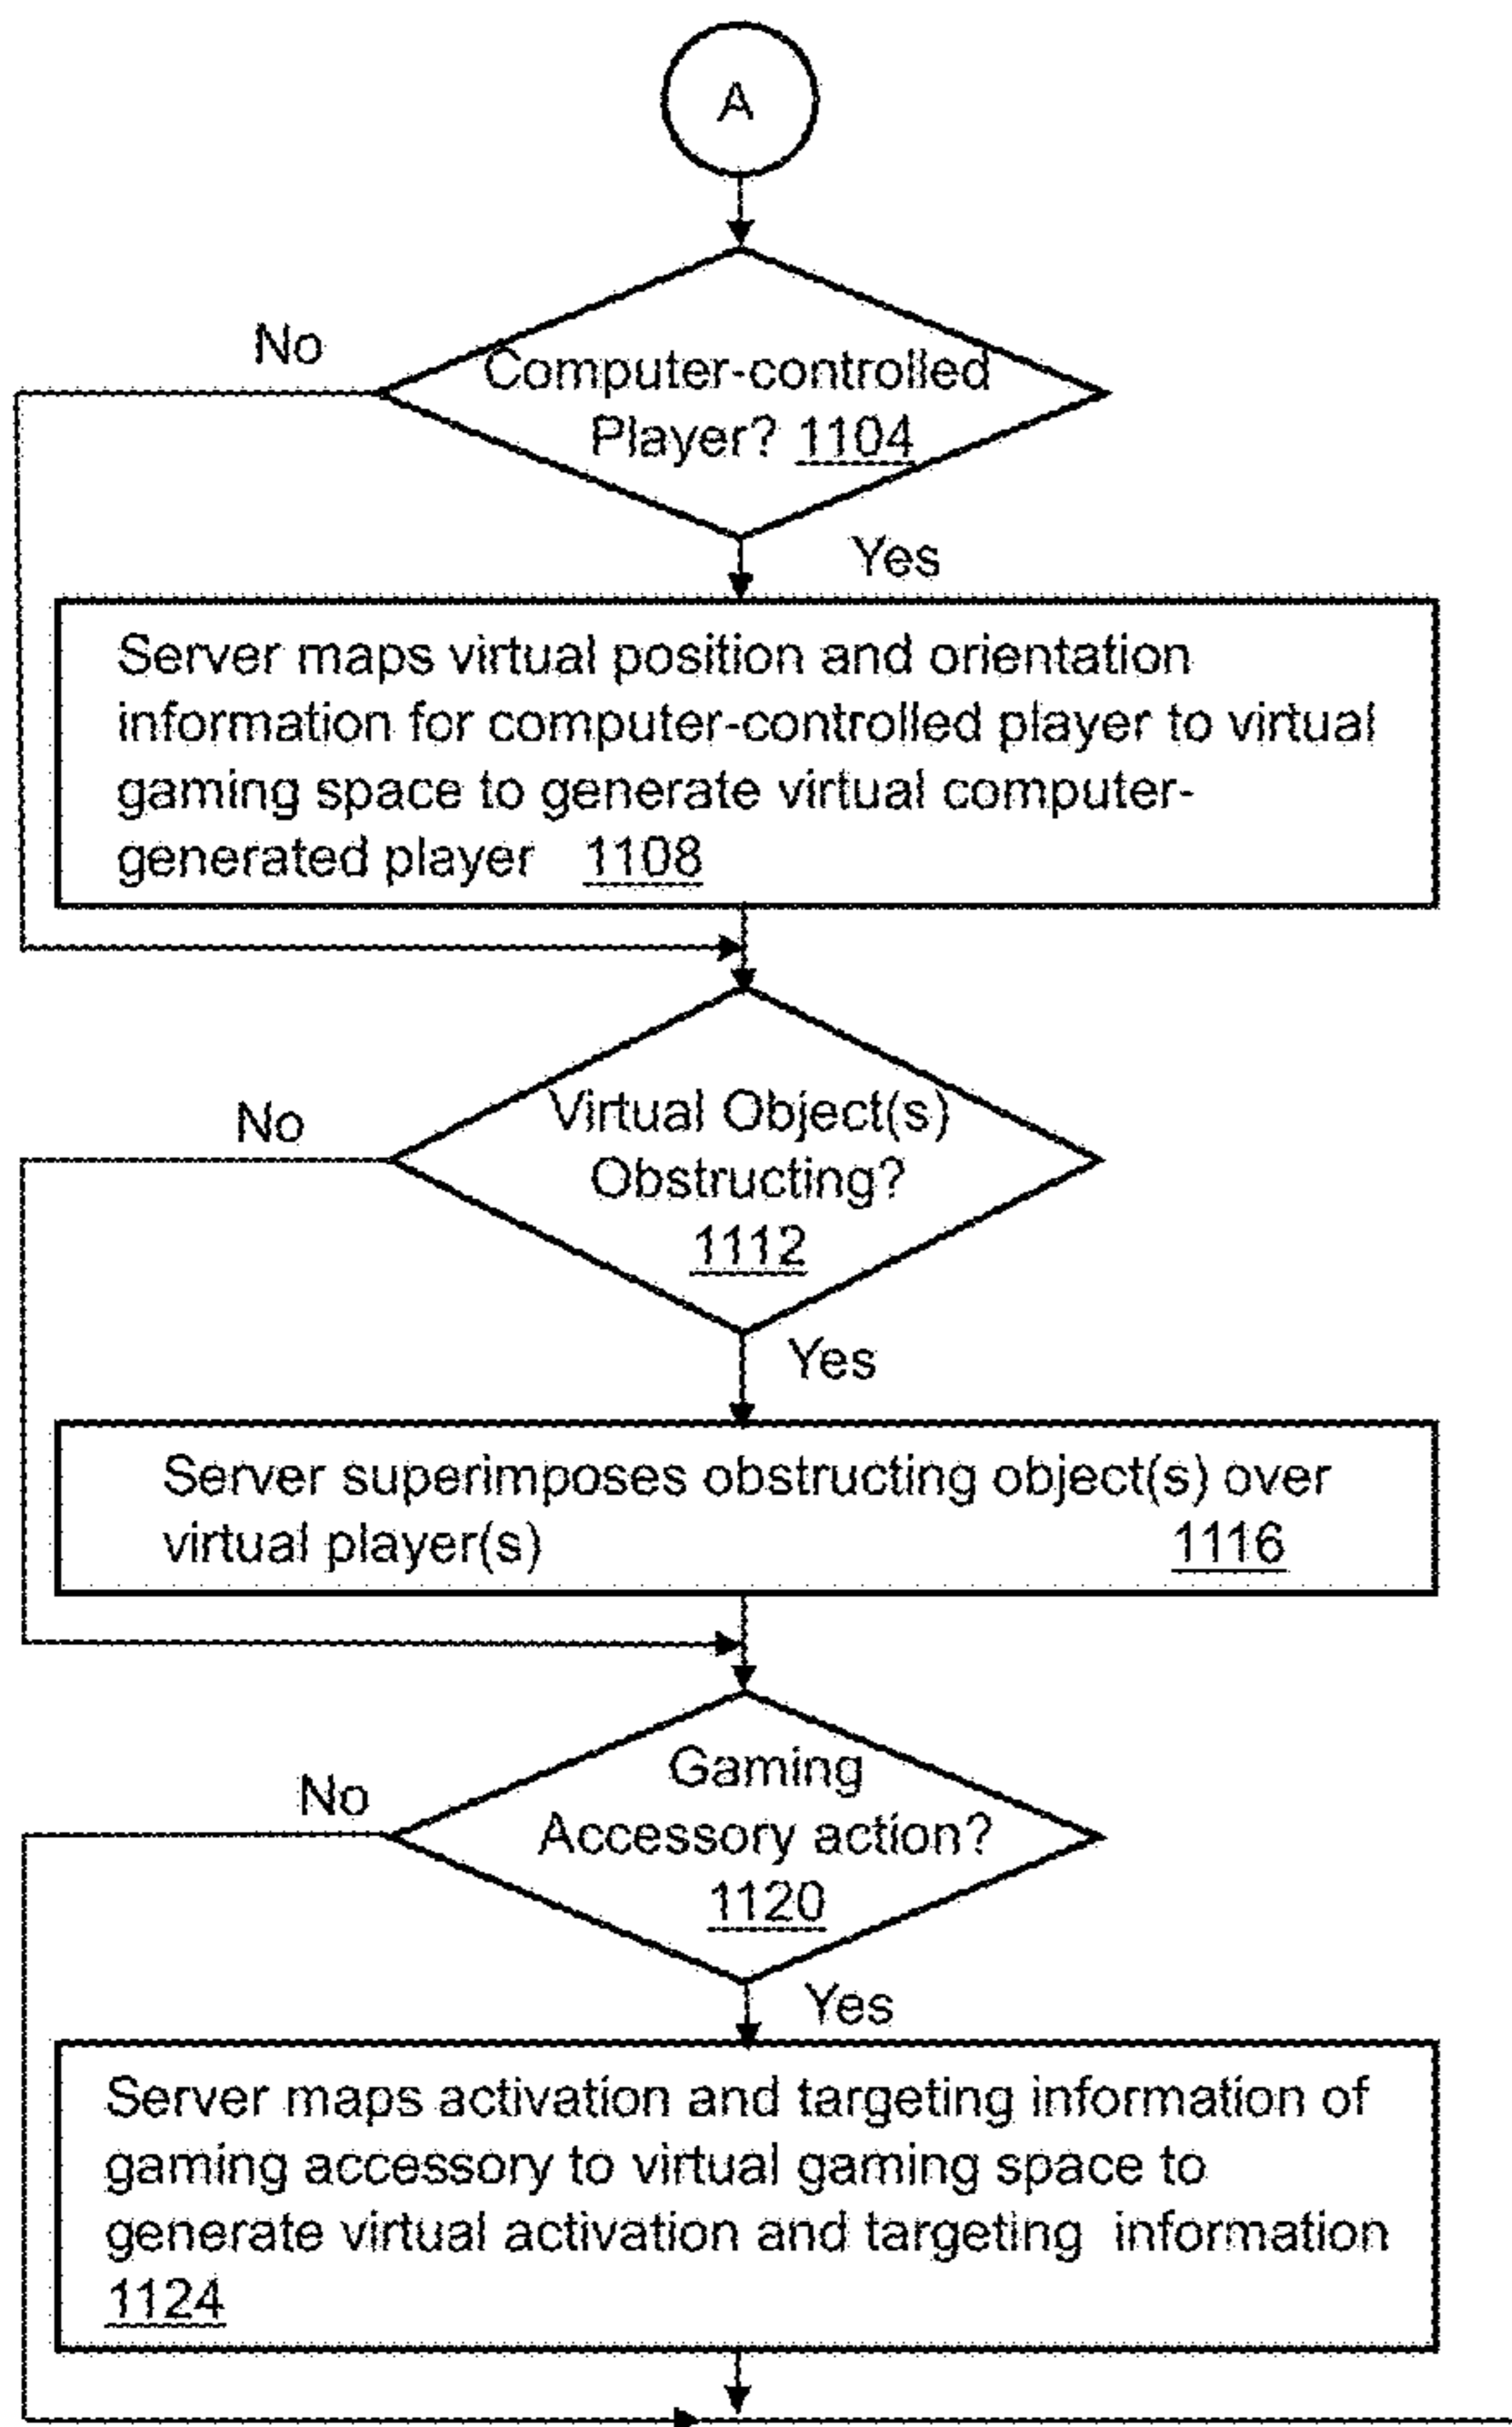 A
No
Computer-controlled
Player? 1104
Yes
Server maps virtual position and orientation
information for computer-controlled player to virtual
gaming space to generate virtual computer-
generated player 1108
No
Virtual Object(s)
Obstructing?
1112
Yes
Server superimposes obstructing object(s) over
virtual player(s) 1116
No
Gaming
Accessory action?
1120
Yes
Server maps activation and targeting information of
gaming accessory to virtual gaming space to
generate virtual activation and targeting information
1124